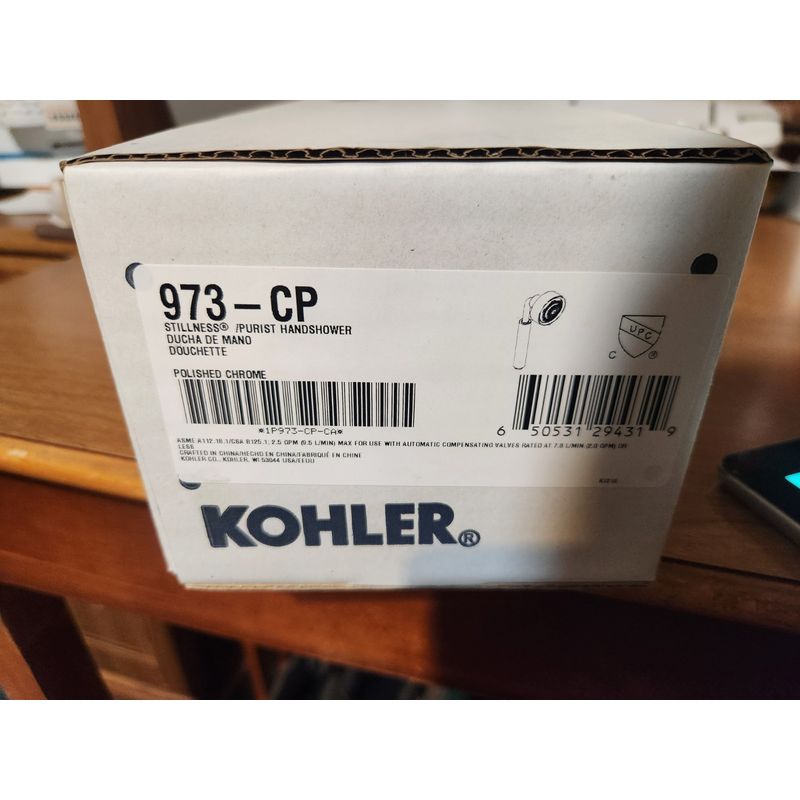 973-CP
STILLNESS® /PURIST HANDSHOWER
DUCHA DE MANO
DOUCHETTE
POLISHED CHROME
*1P973-CP-CA*
UPC
C ®
6 50531 29431 9
ASME A112.18.1/CSA B125.1; 2.5 GPM (9.5 L/MIN) MAX FOR USE WITH AUTOMATIC COMPENSATING VALVES RATED AT 7.6 L/MIN (2.0 GPM) OR
LESS
CRAFTED IN CHINA/HECHO EN CHINA/FABRIQUÉ EN CHINE
KOHLER CO., KOHLER, WI 53044 USA/EEUU
KOHLER®